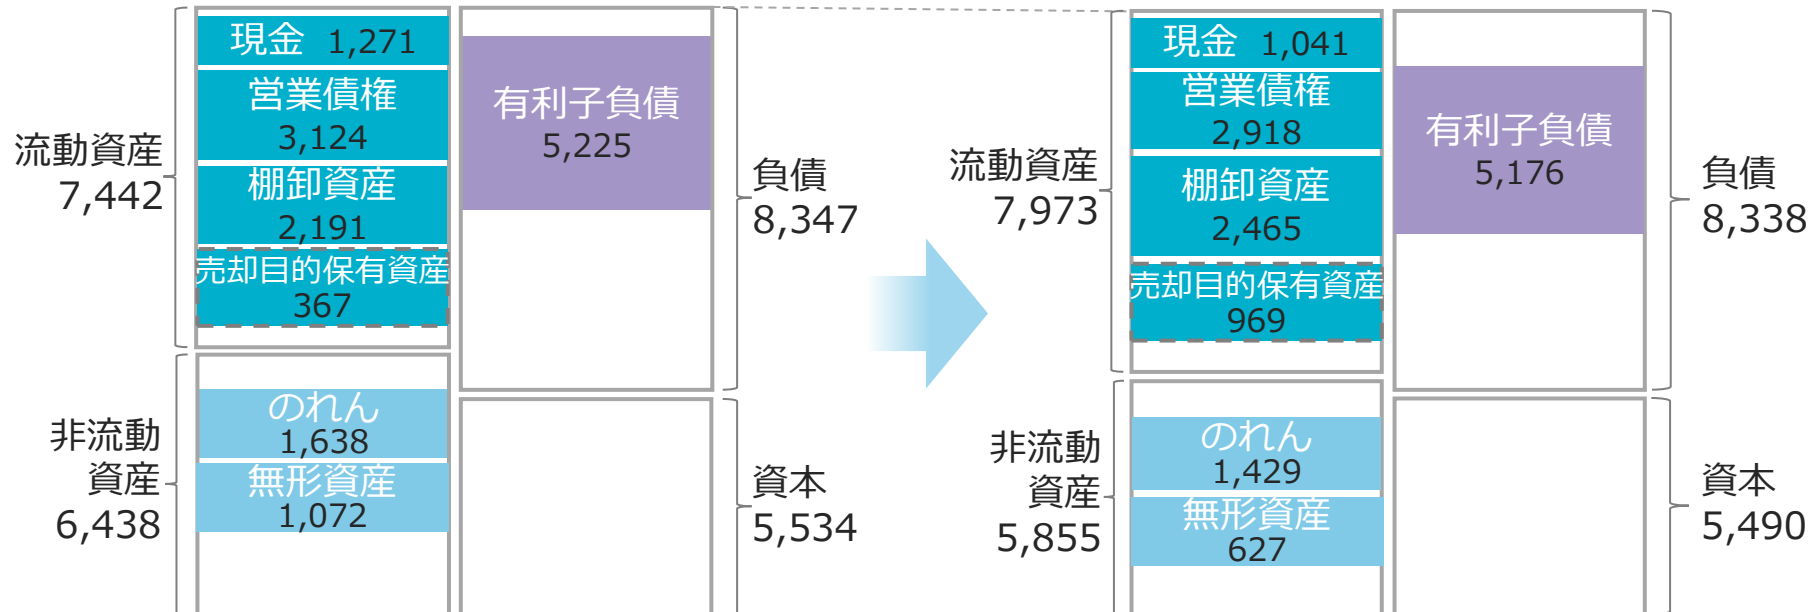 現金 1,271
営業債権
3,124
棚卸資産
2,191
売却目的保有資産
367
流動資産
7,442
のれん
1,638
無形資産
1,072
非流動
資産
6,438
有利子負債
5,225
負債
8,347
資本
5,534
現金 1,041
営業債権
2,918
棚卸資産
2,465
売却目的保有資産
969
流動資産
7,973
のれん
1,429
無形資産
627
非流動
資産
5,855
有利子負債
5,176
負債
8,338
資本
5,490